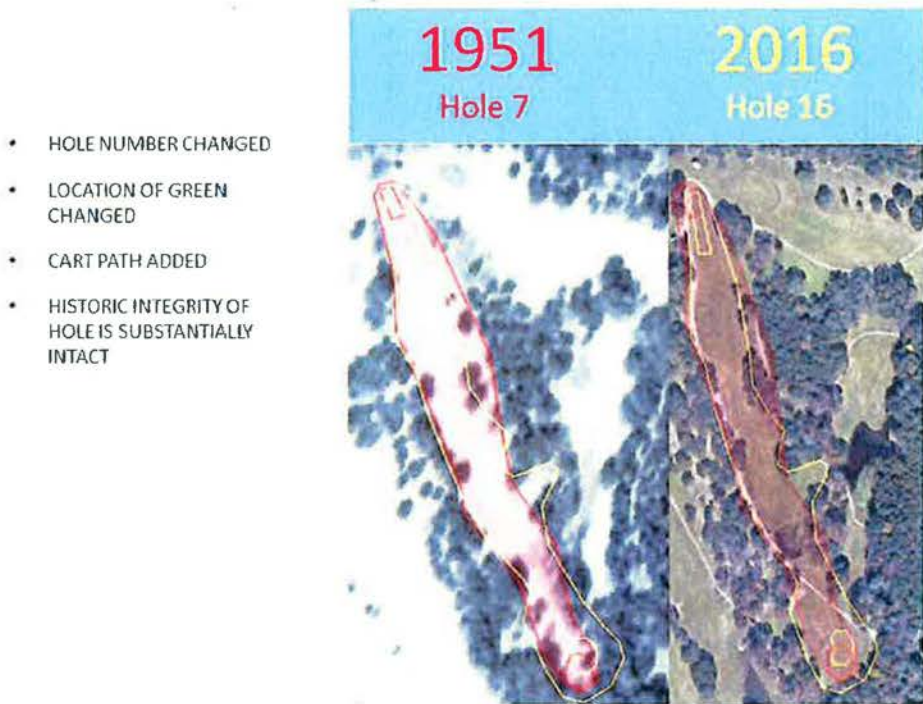 1951
Hole 7
2016
Hole 16
• HOLE NUMBER CHANGED
• LOCATION OF GREEN
CHANGED
• CART PATH ADDED
• HISTORIC INTEGRITY OF
HOLE IS SUBSTANTIALLY
INTACT